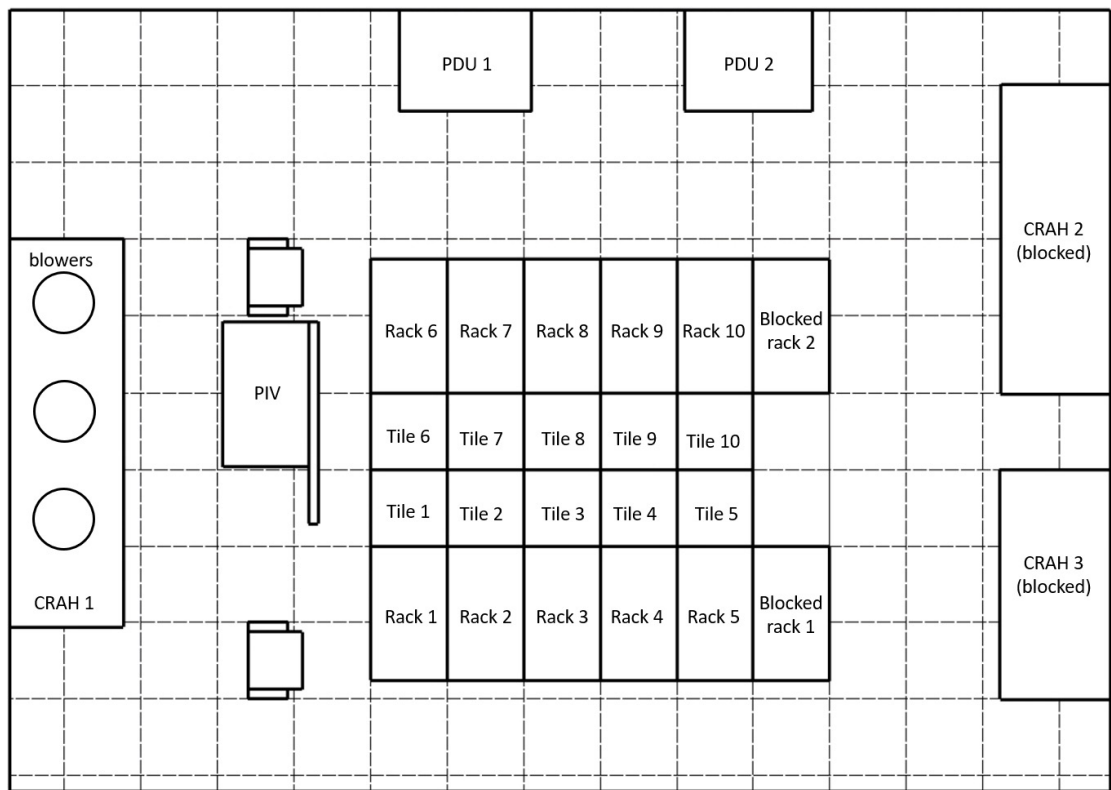 PDU 1
PDU 2
CRAH 2
(blocked)
blowers
Rack 6
Rack 7
Rack 8
Rack 9
Rack 10
Blocked
rack 2
PIV
Tile 6
Tile 7
Tile 8
Tile 9
Tile 10
Tile 1
Tile 2
Tile 3
Tile 4
Tile 5
CRAH 3
(blocked)
CRAH 1
Rack 1
Rack 2
Rack 3
Rack 4
Rack 5
Blocked
rack 1